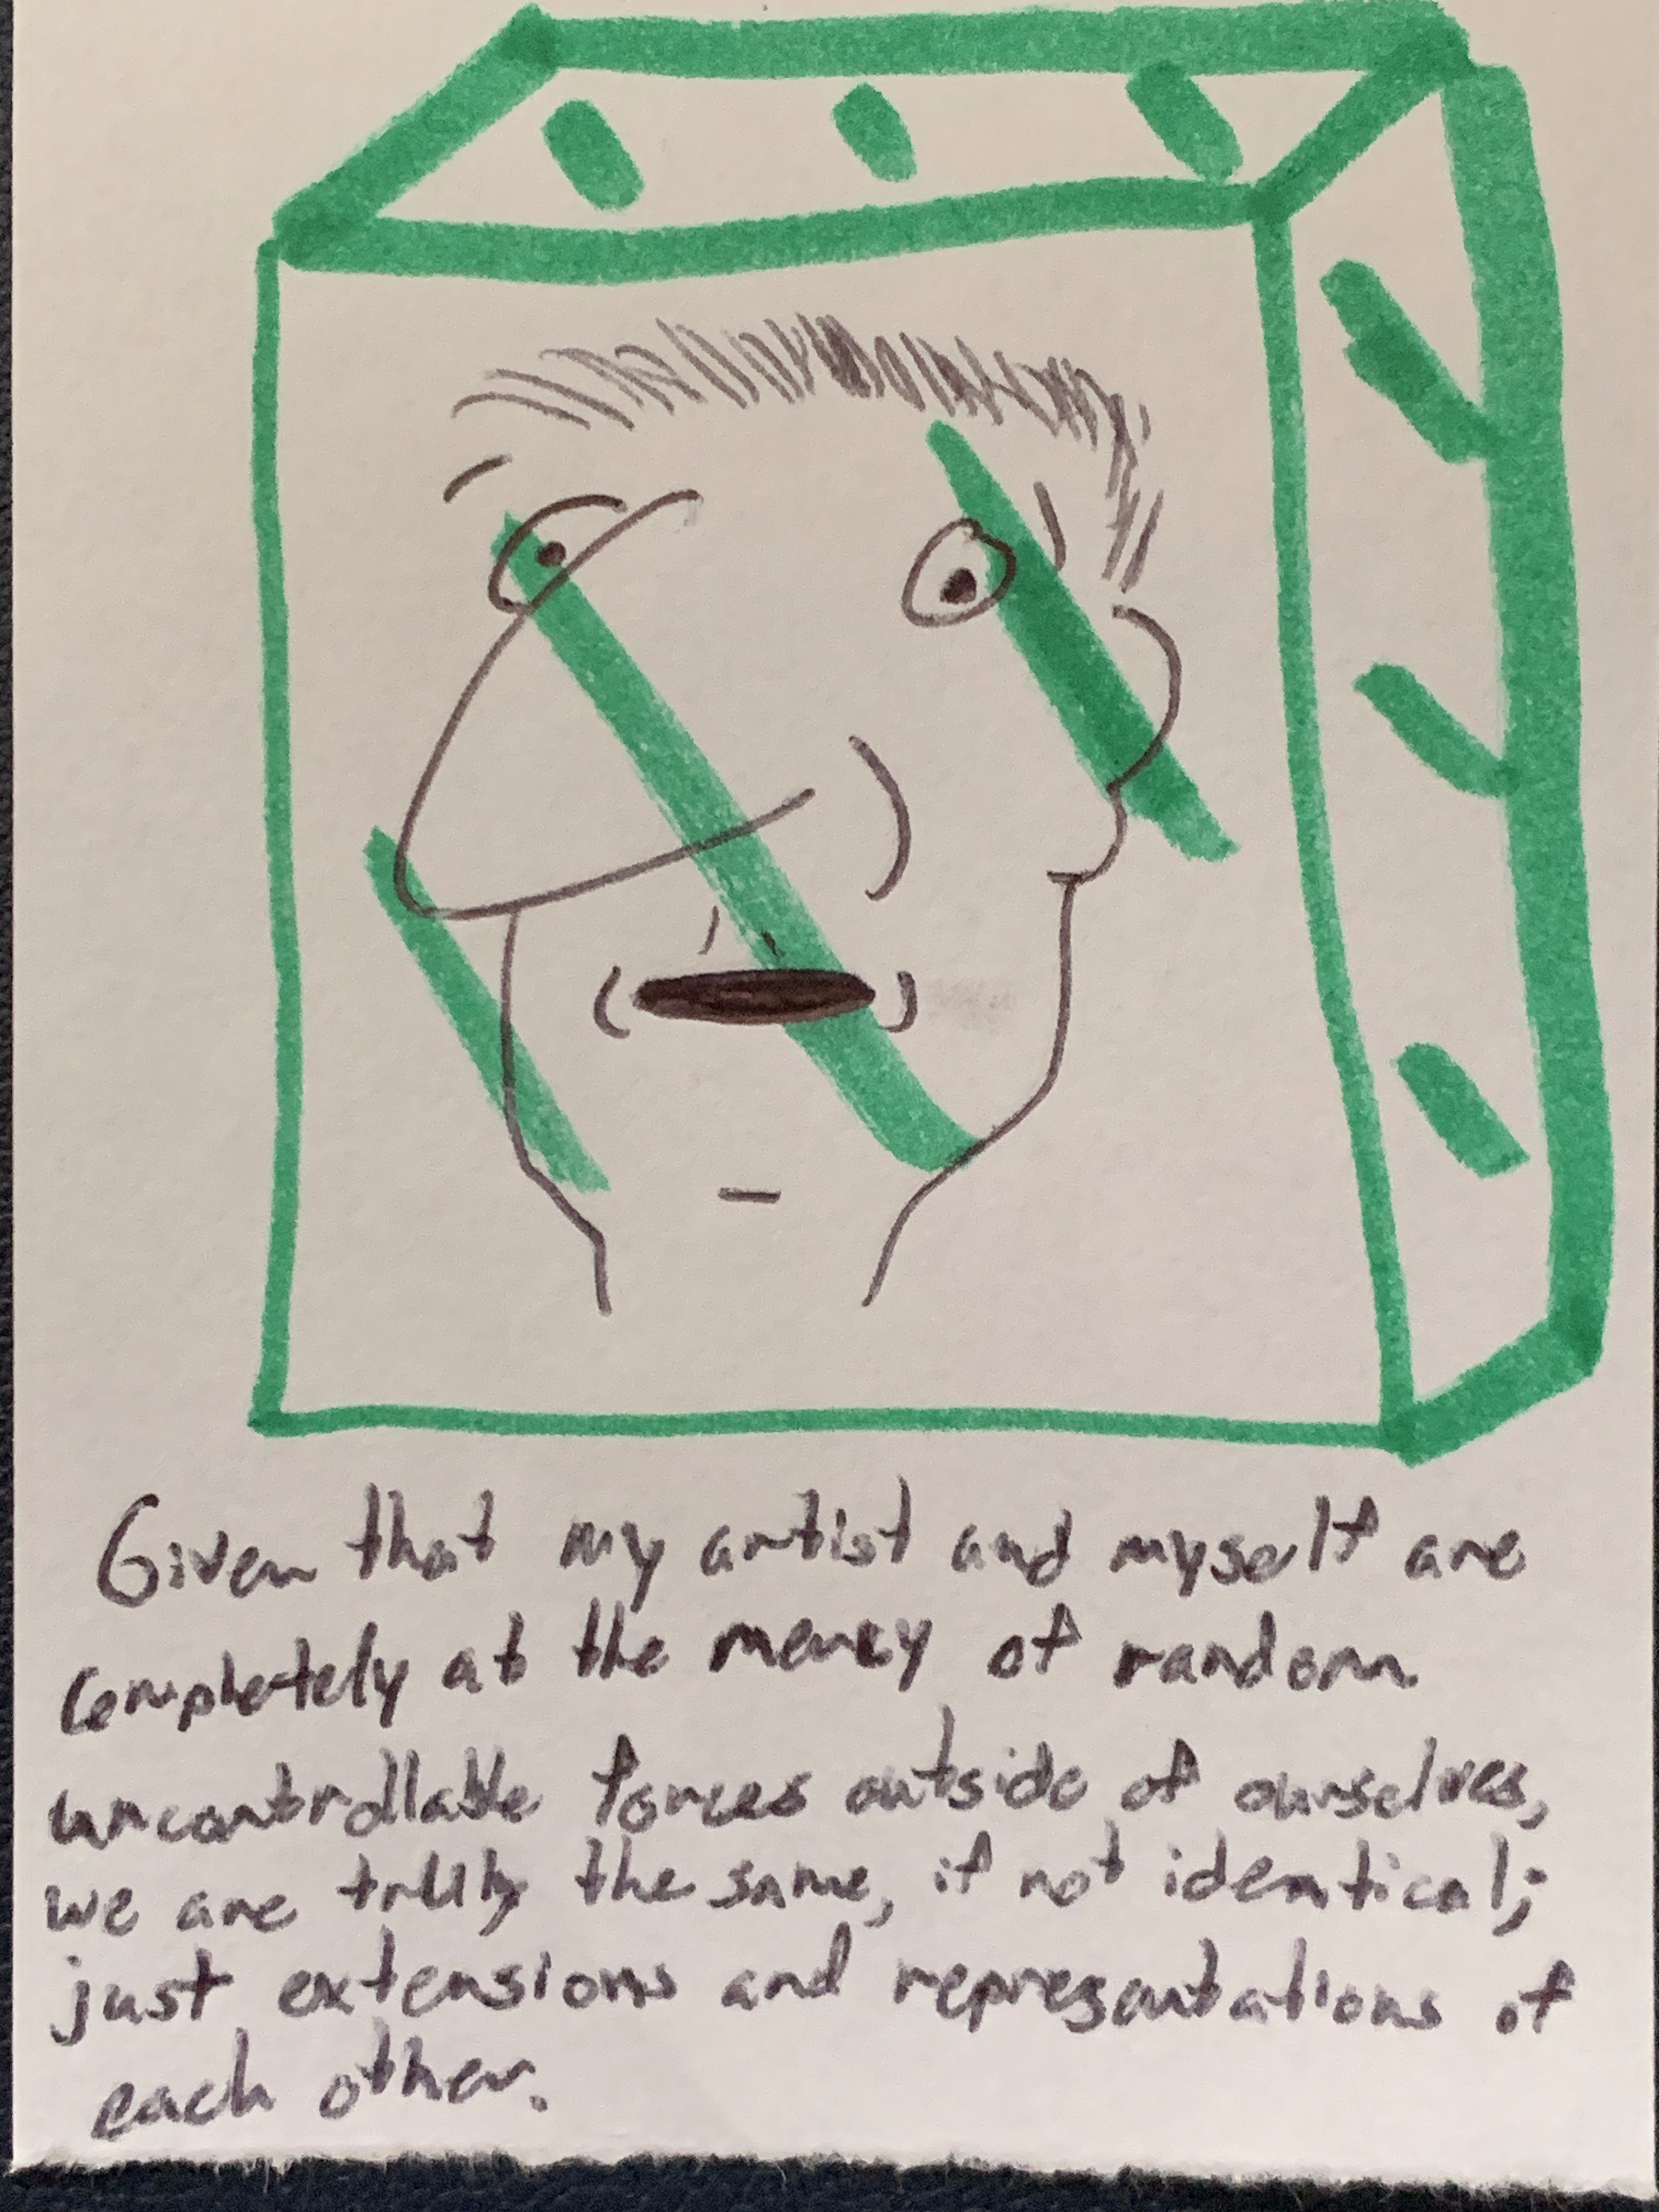 Given that my artist and myself are
completely at the mercy of random
uncontrollable forces outside of ourselves,
we are truly the same, if not identical;
just extensions and representations of
each other.